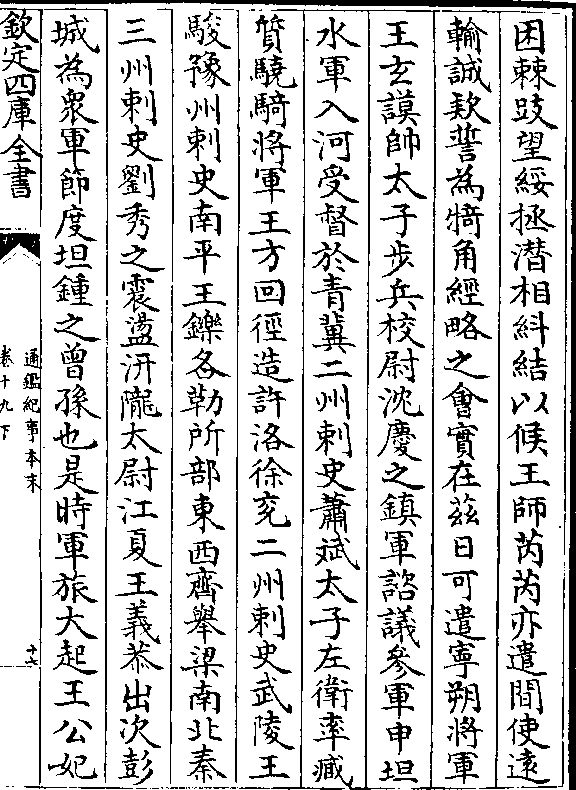 困棘跂望綏拯潛相紏結以候王師芮芮亦遣間使遠
輸誠欵誓為犄角經略之會實在兹日可遣寧朔將軍
王玄謨帥太子步兵校尉沈慶之鎮軍諮議參軍申坦
水軍入河受督於青冀二州刺史蕭斌太子左衛率臧
質驍騎將軍王方回徑造許洛徐兖二州刺史武陵王
駿豫州刺史南平王鑠各勒所部東西齊舉梁南北秦
三州刺史劉秀之震盪汧隴太尉江夏王義恭出次彭
城為衆軍節度坦鍾之曾孫也是時軍旅大起王公妃
欽定四庫全書
通鑑紀事本末
卷十九下
十七